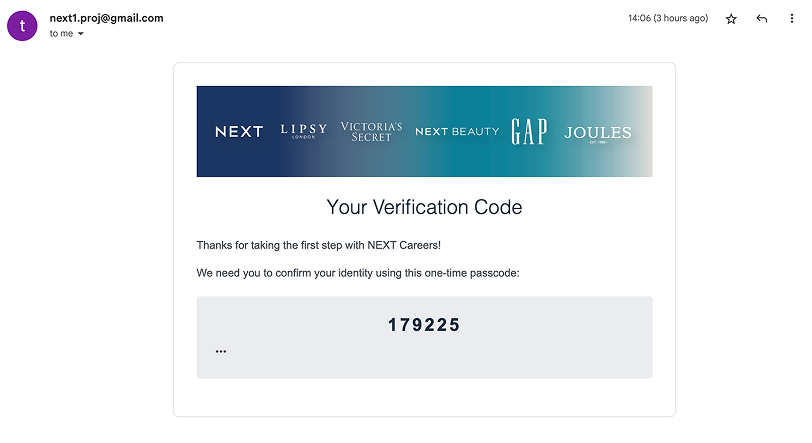 t
next1.proj@gmail.com
14:06 (3 hours ago)
to me
NEXT
LIPSY
LONDON
VICTORIA'S
SECRET
NEXT BEAUTY
GAP
JOULES
- EST. 1989 -
Your Verification Code
Thanks for taking the first step with NEXT Careers!
We need you to confirm your identity using this one-time passcode:
179225
...